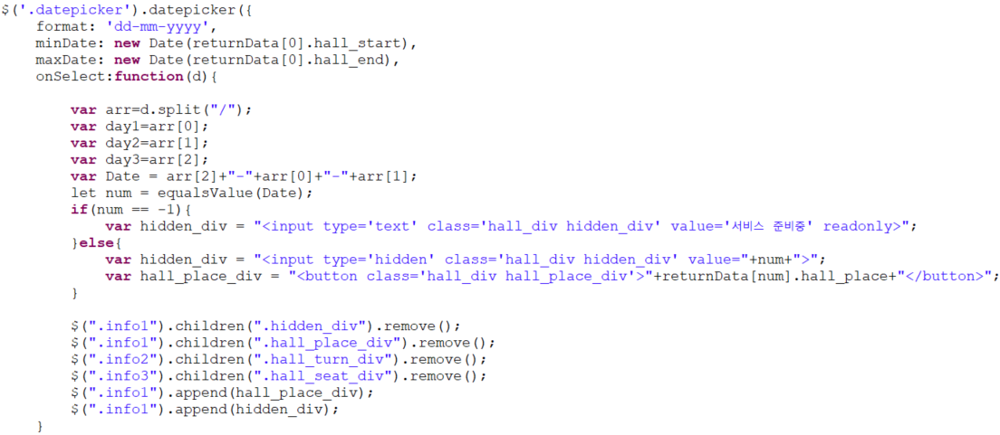 $('.datepicker').datepicker({
    format: 'dd-mm-yyyy',
    minDate: new Date(returnData[0].hall_start),
    maxDate: new Date(returnData[0].hall_end),
    onSelect:function(d){

        var arr=d.split("/");
        var day1=arr[0];
        var day2=arr[1];
        var day3=arr[2];
        var Date = arr[2]+"-"+arr[0]+"-"+arr[1];
        let num = equalsValue(Date);
        if(num == -1){
            var hidden_div = "<input type='text' class='hall_div hidden_div' value='서비스 준비중' readonly>";
        }else{
            var hidden_div = "<input type='hidden' class='hall_div hidden_div' value="+num+">";
            var hall_place_div = "<button class='hall_div hall_place_div'>"+returnData[num].hall_place+"</button>";
        }

        $(".info1").children(".hidden_div").remove();
        $(".info1").children(".hall_place_div").remove();
        $(".info2").children(".hall_turn_div").remove();
        $(".info3").children(".hall_seat_div").remove();
        $(".info1").append(hall_place_div);
        $(".info1").append(hidden_div);
    }